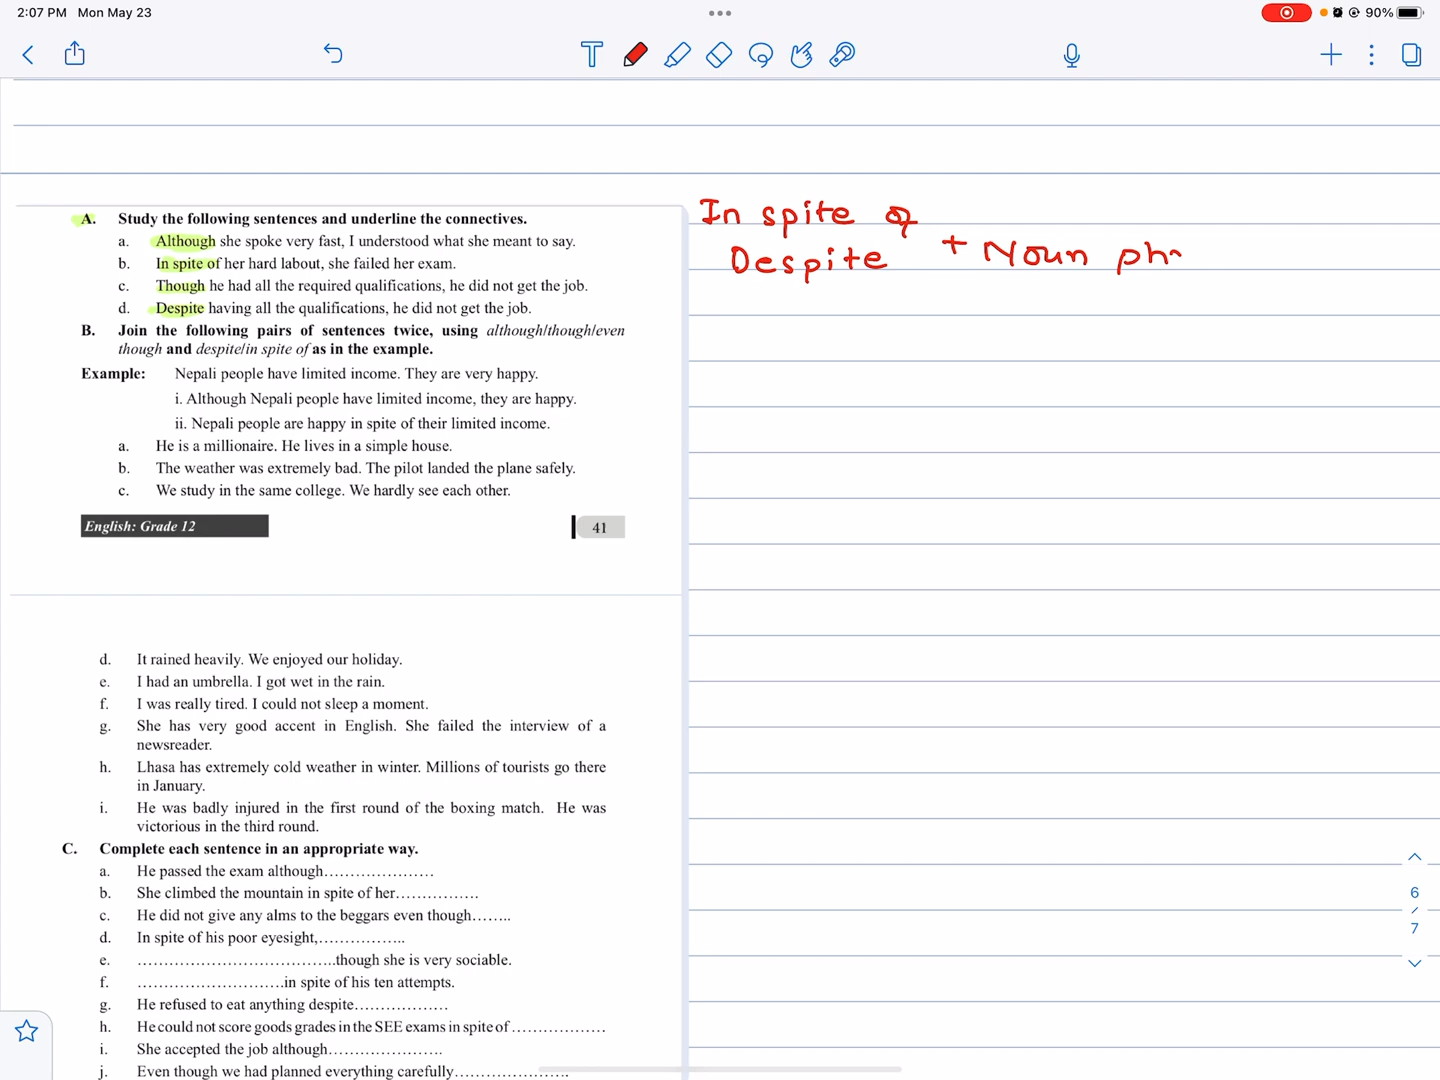 2:07 PM Mon May 23
90%
A. Study the following sentences and underline the connectives.
a. Although she spoke very fast, I understood what she meant to say.
b. In spite of her hard labout, she failed her exam.
c. Though he had all the required qualifications, he did not get the job.
d. Despite having all the qualifications, he did not get the job.
B. Join the following pairs of sentences twice, using although/though/even
though and despite/in spite of as in the example.
Example: Nepali people have limited income. They are very happy.
i. Although Nepali people have limited income, they are happy.
ii. Nepali people are happy in spite of their limited income.
a. He is a millionaire. He lives in a simple house.
b. The weather was extremely bad. The pilot landed the plane safely.
c. We study in the same college. We hardly see each other.
English: Grade 12
41
d. It rained heavily. We enjoyed our holiday.
e. I had an umbrella. I got wet in the rain.
f. I was really tired. I could not sleep a moment.
g. She has very good accent in English. She failed the interview of a
newsreader.
h. Lhasa has extremely cold weather in winter. Millions of tourists go there
in January.
i. He was badly injured in the first round of the boxing match. He was
victorious in the third round.
C. Complete each sentence in an appropriate way.
a. He passed the exam although.....................
b. She climbed the mountain in spite of her................
c. He did not give any alms to the beggars even though........
d. In spite of his poor eyesight,................
e. ......................................though she is very sociable.
f. ............................in spite of his ten attempts.
g. He refused to eat anything despite..................
h. He could not score goods grades in the SEE exams in spite of ..................
i. She accepted the job although......................
j. Even though we had planned everything carefully......................
In spite of
Despite + Noun phr
6
/
7